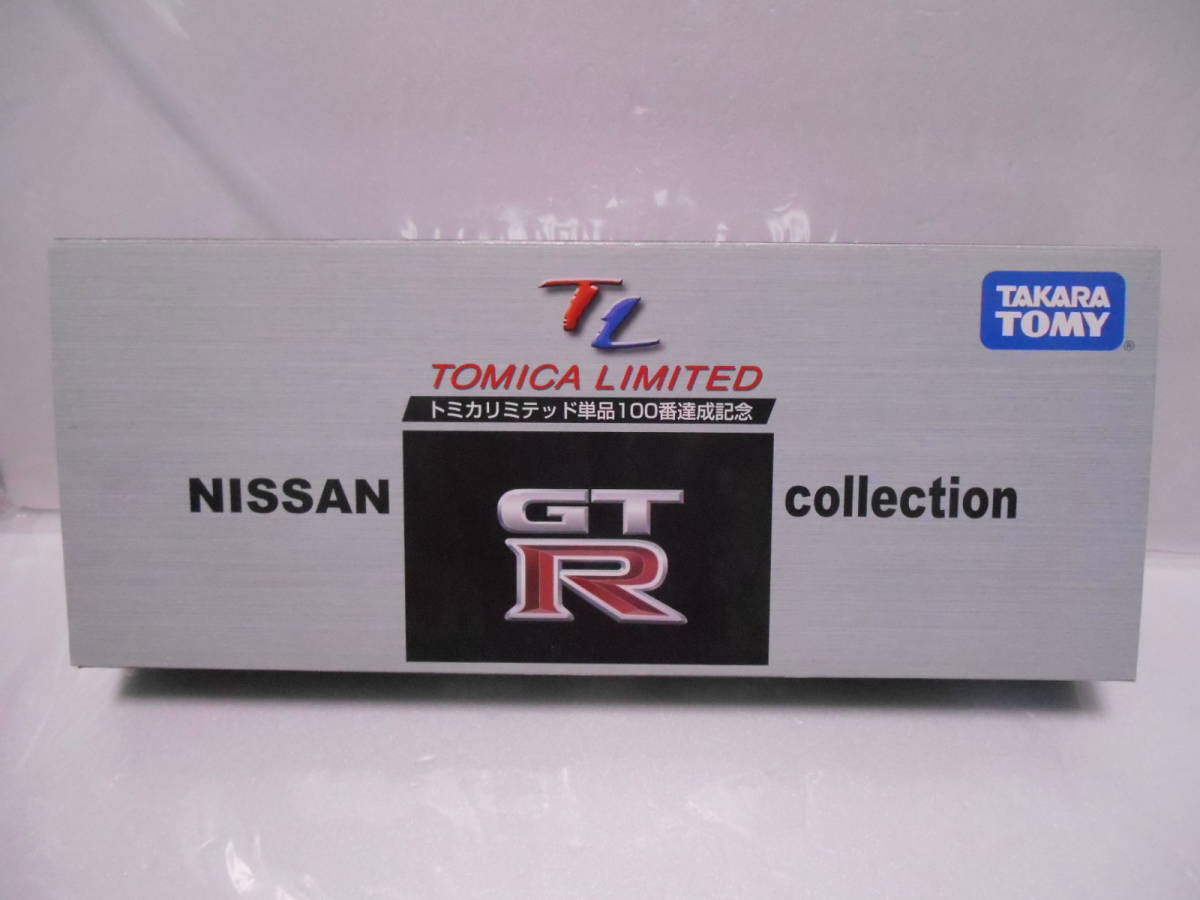 TL
TAKARA
TOMY
®
TOMICA LIMITED
トミカリミテッド単品100番達成記念
NISSAN
GT
R
collection